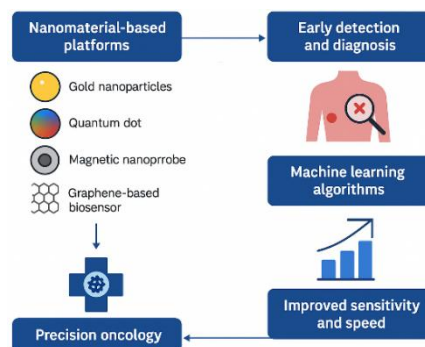 Nanomaterial-based
platforms
Early detection
and diagnosis
Gold nanoparticles
Quantum dot
Magnetic nanoprrobe
Graphene-based
biosensor
Machine learning
algorithms
Improved sensitivity
and speed
Precision oncology